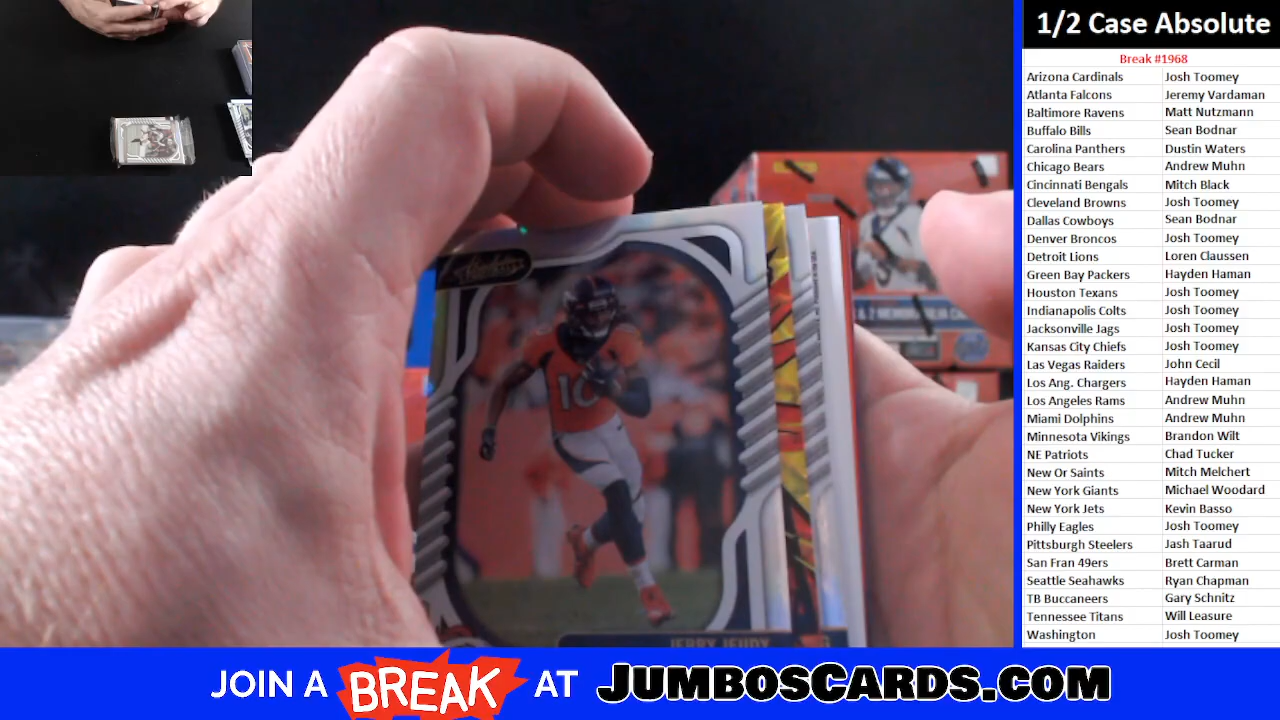 1/2 Case Absolute
Break #1968
Arizona Cardinals Josh Toomey
Atlanta Falcons Jeremy Vardaman
Baltimore Ravens Matt Nutzmann
Buffalo Bills Sean Bodnar
Carolina Panthers Dustin Waters
Chicago Bears Andrew Muhn
Cincinnati Bengals Mitch Black
Cleveland Browns Josh Toomey
Dallas Cowboys Sean Bodnar
Denver Broncos Josh Toomey
Detroit Lions Loren Claussen
Green Bay Packers Hayden Haman
Houston Texans Josh Toomey
Indianapolis Colts Josh Toomey
Jacksonville Jags Josh Toomey
Kansas City Chiefs Josh Toomey
Las Vegas Raiders John Cecil
Los Ang. Chargers Hayden Haman
Los Angeles Rams Andrew Muhn
Miami Dolphins Andrew Muhn
Minnesota Vikings Brandon Wilt
NE Patriots Chad Tucker
New Or Saints Mitch Melchert
New York Giants Michael Woodard
New York Jets Kevin Basso
Philly Eagles Josh Toomey
Pittsburgh Steelers Jash Taarud
San Fran 49ers Brett Carman
Seattle Seahawks Ryan Chapman
TB Buccaneers Gary Schnitz
Tennessee Titans Will Leasure
Washington Josh Toomey
10
JERRY JEUDY
JOIN A BREAK AT JUMBOSCARDS.COM